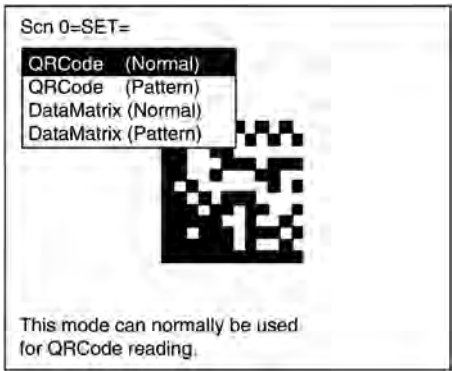 Scn 0=SET=
QRCode (Normal)
QRCode (Pattern)
DataMatrix (Normal)
DataMatrix (Pattern)
This mode can normally be used
for QRCode reading.